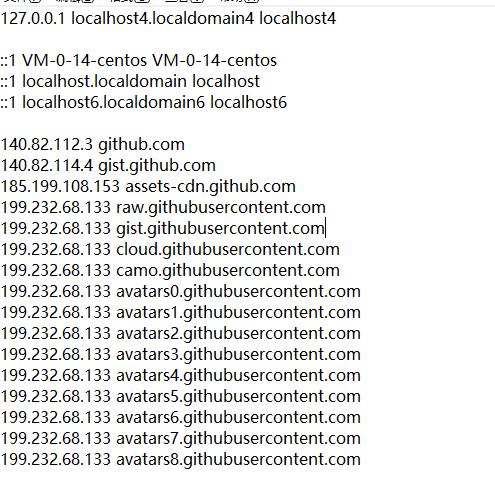 127.0.0.1 localhost4.localdomain4 localhost4
::1 VM-0-14-centos VM-0-14-centos
::1 localhost.localdomain localhost
::1 localhost6.localdomain6 localhost6
140.82.112.3 github.com
140.82.114.4 gist.github.com
185.199.108.153 assets-cdn.github.com
199.232.68.133 raw.githubusercontent.com
199.232.68.133 gist.githubusercontent.com
199.232.68.133 cloud.githubusercontent.com
199.232.68.133 camo.githubusercontent.com
199.232.68.133 avatars0.githubusercontent.com
199.232.68.133 avatars1.githubusercontent.com
199.232.68.133 avatars2.githubusercontent.com
199.232.68.133 avatars3.githubusercontent.com
199.232.68.133 avatars4.githubusercontent.com
199.232.68.133 avatars5.githubusercontent.com
199.232.68.133 avatars6.githubusercontent.com
199.232.68.133 avatars7.githubusercontent.com
199.232.68.133 avatars8.githubusercontent.com